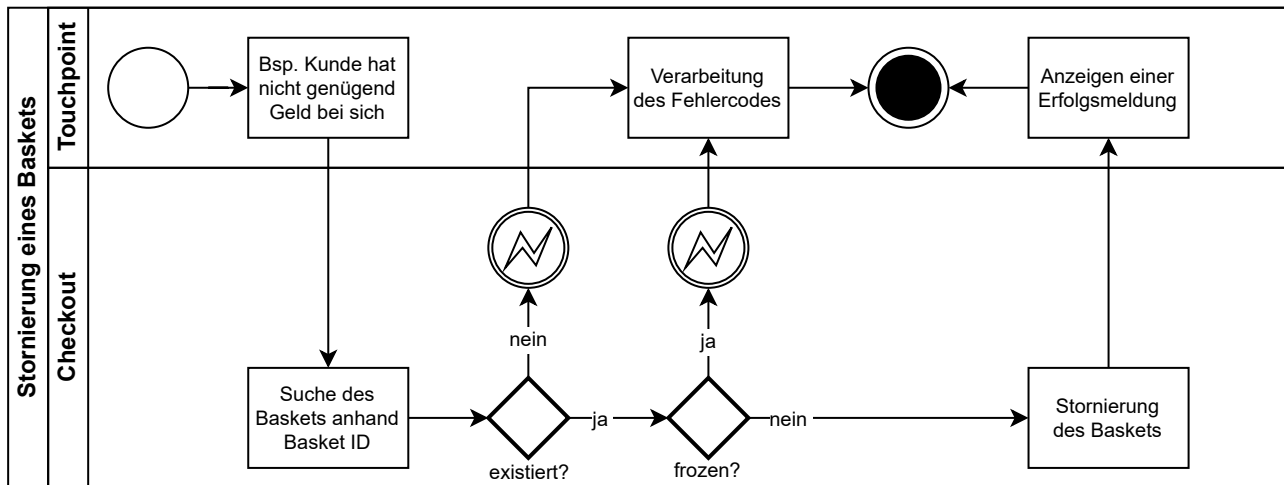 Stornierung eines Baskets
Touchpoint
Bsp. Kunde hat
nicht genügend
Geld bei sich
Verarbeitung
des Fehlercodes
Anzeigen einer
Erfolgsmeldung
Checkout
nein
ja
Suche des
Baskets anhand
Basket ID
ja
nein
Stornierung
des Baskets
existiert?
frozen?